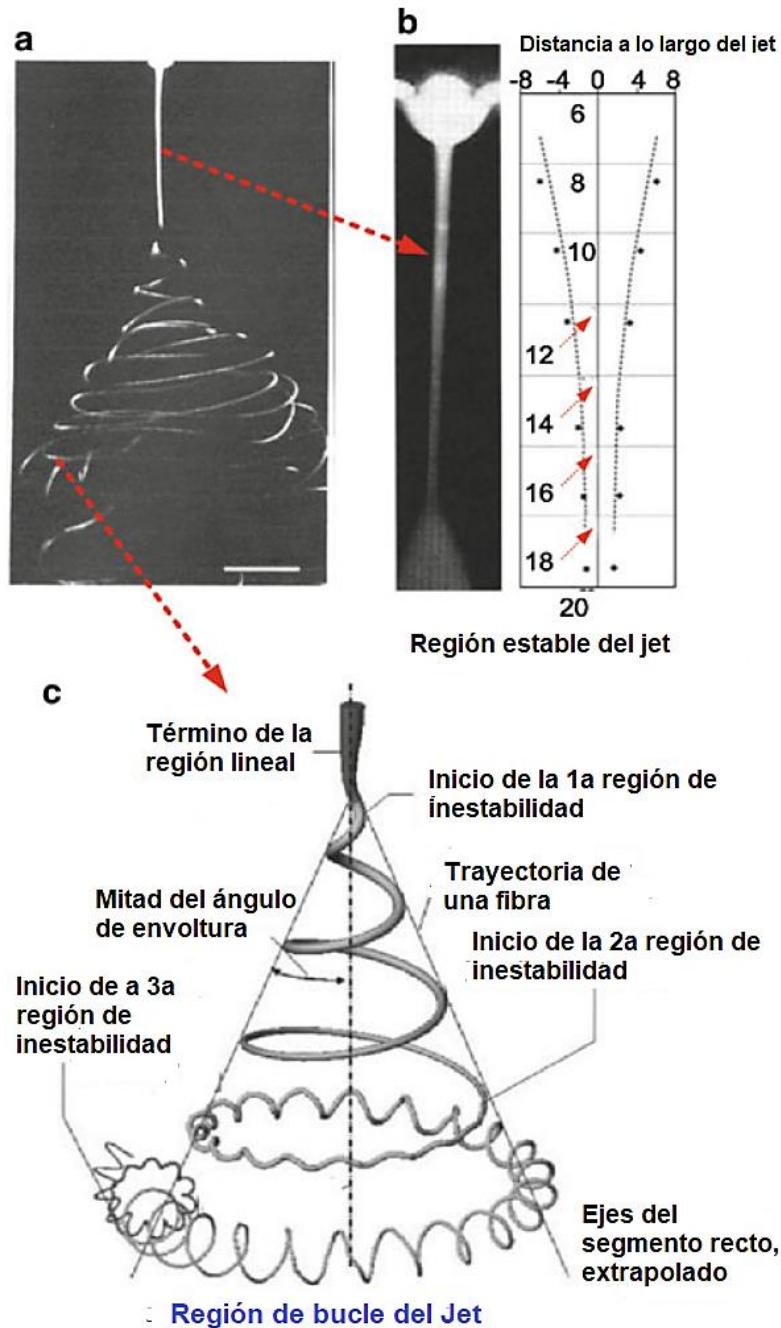 a
b
Distancia a lo largo del jet
-8 -4 0 4 8
6
8
10
12
14
16
18
20
Región estable del jet
c
Término de la
región lineal
Inicio de la 1a región de
inestabilidad
Mitad del ángulo
de envoltura
Trayectoria de
una fibra
Inicio de la 2a región de
inestabilidad
Inicio de a 3a
región de
inestabilidad
Ejes del
segmento recto,
extrapolado
Región de bucle del Jet